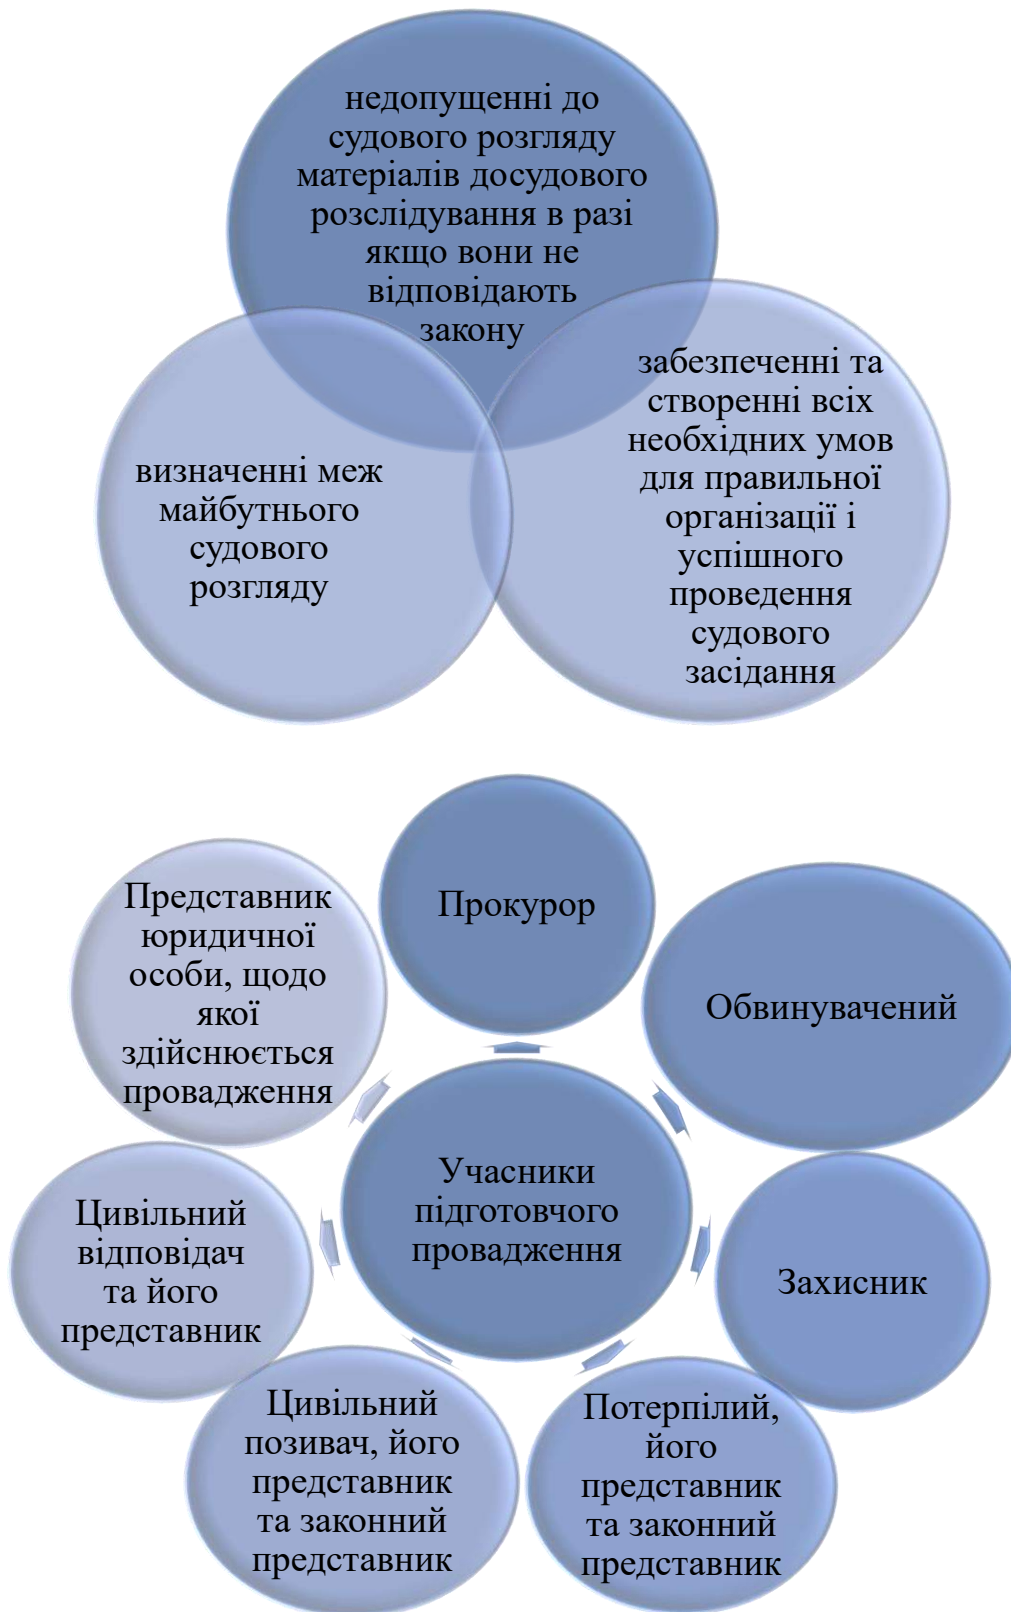 недопущенні до
судового розгляду
матеріалів досудового
розслідування в разі
якщо вони не
відповідають
закону
забезпеченні та
створенні всіх
необхідних умов
для правильної
організації і
успішного
проведення
судового
засідання
визначенні меж
майбутнього
судового
розгляду
Прокурор
Обвинувачений
Захисник
Потерпілий,
його
представник
та законний
представник
Цивільний
позивач, його
представник
та законний
представник
Цивільний
відповідач
та його
представник
Представник
юридичної
особи, щодо
якої
здійснюється
провадження
Учасники
підготовчого
провадження